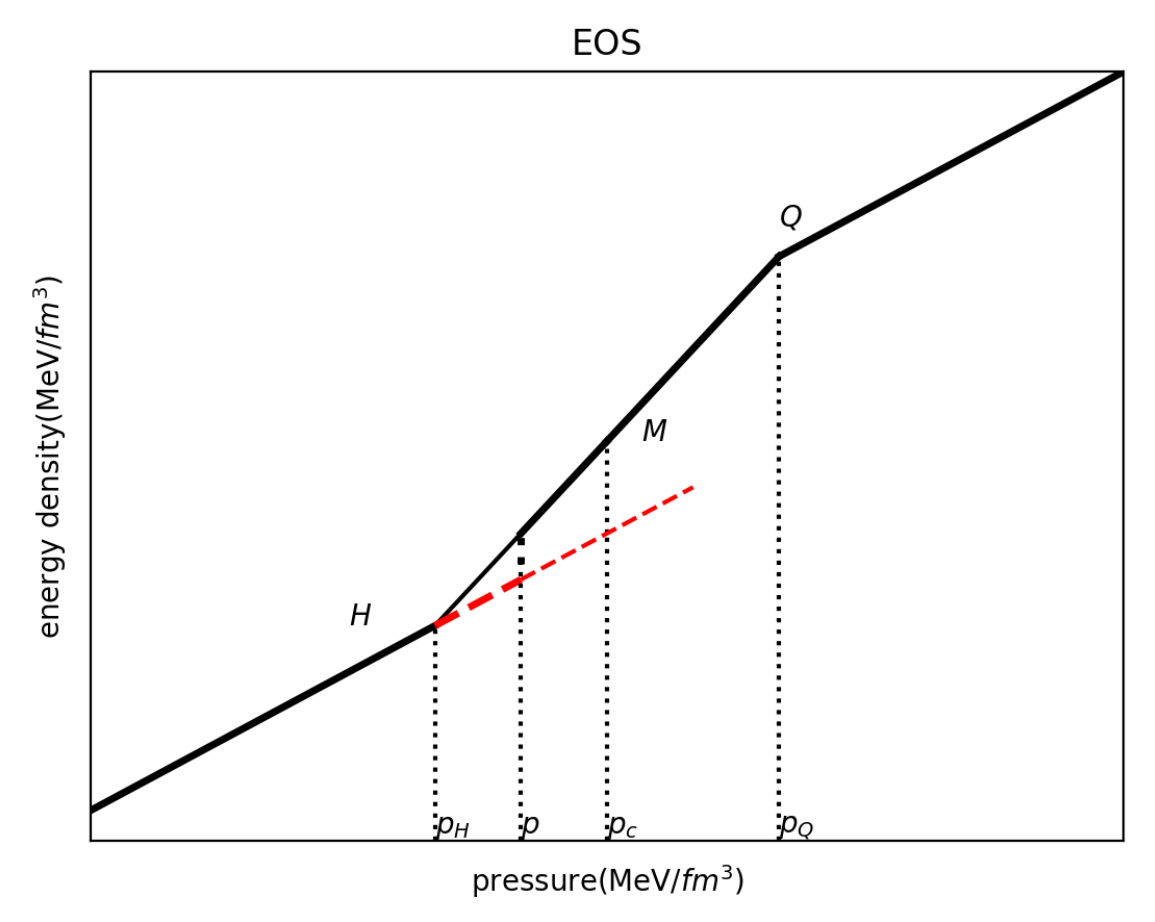 EOS
energy density(MeV/fm³)
Q
M
H
p_H
p
p_c
p_Q
pressure(MeV/fm³)